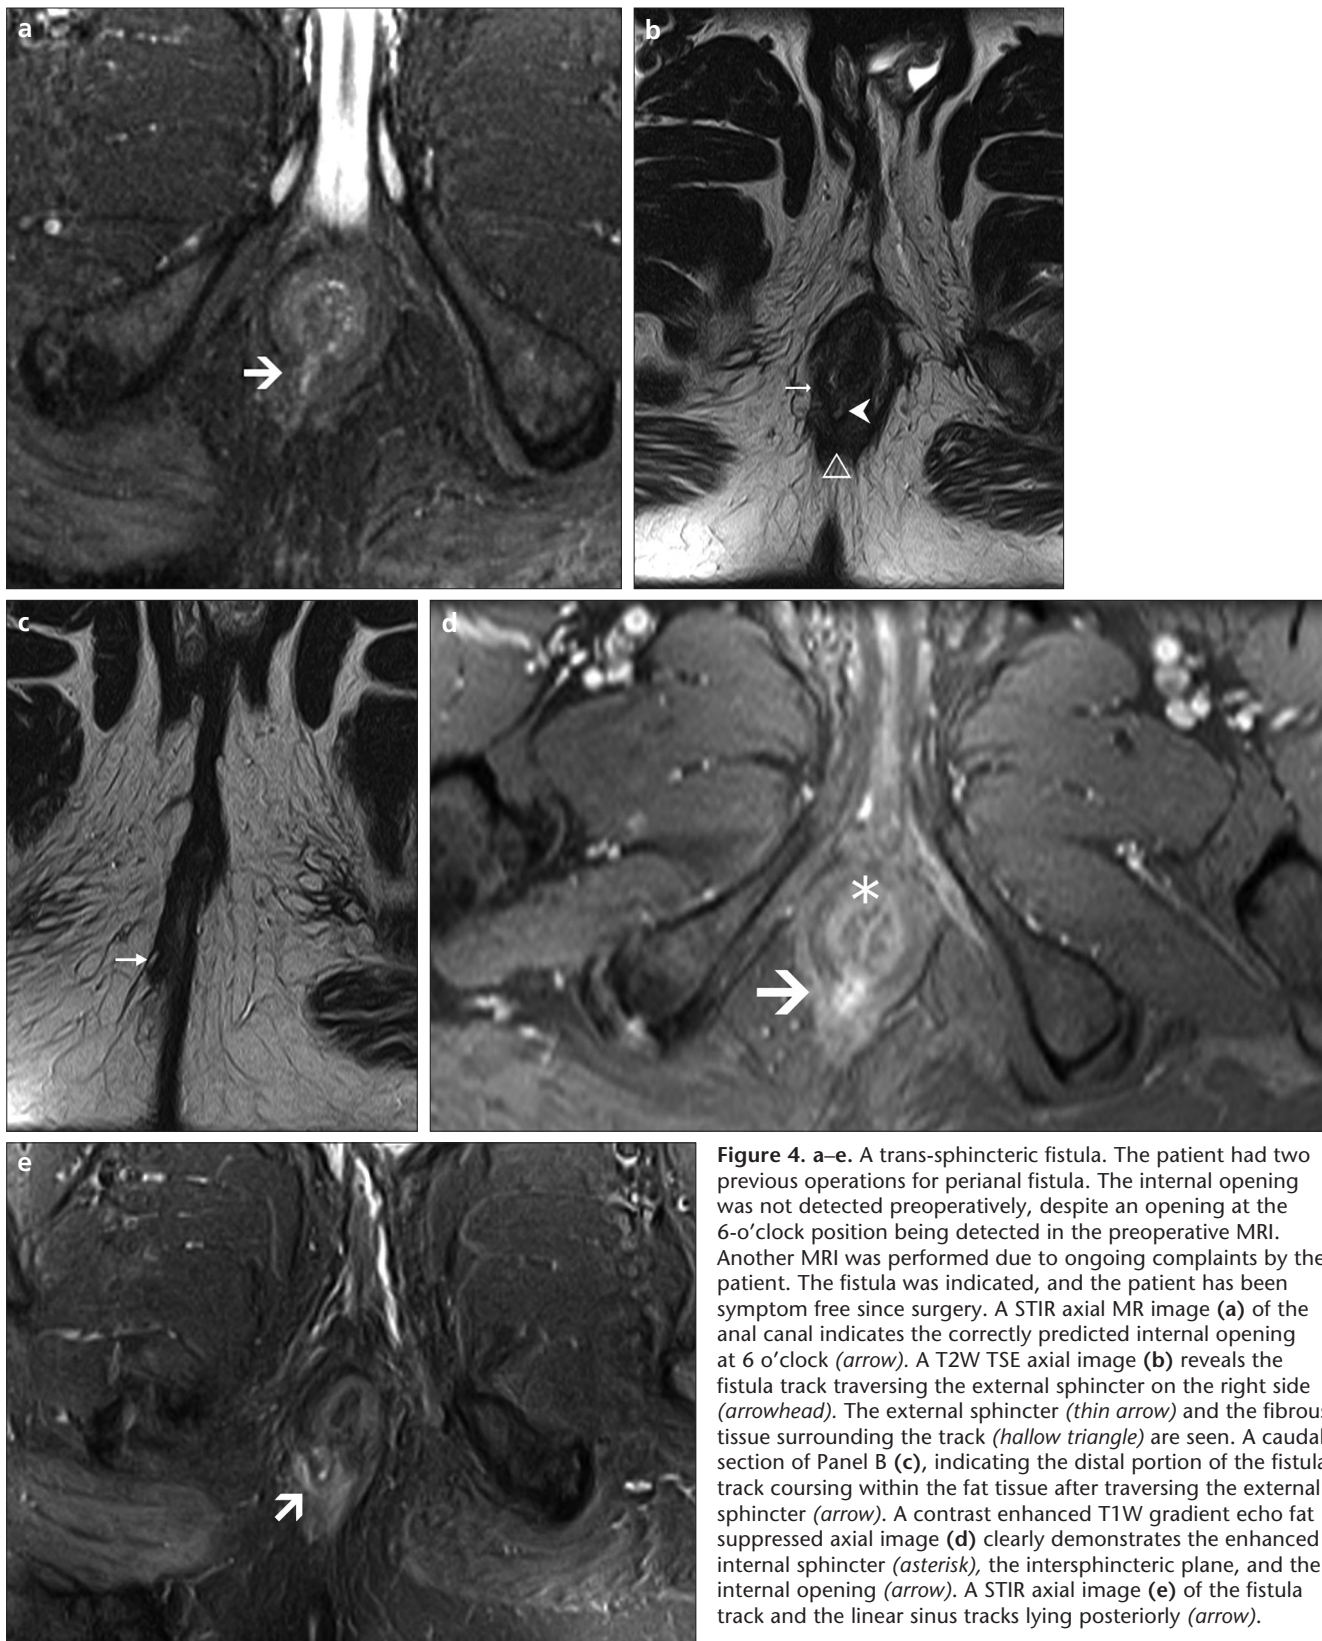 a
b
c
d
e
Figure 4. a–e. A trans-sphincteric fistula. The patient had two
previous operations for perianal fistula. The internal opening
was not detected preoperatively, despite an opening at the
6-o’clock position being detected in the preoperative MRI.
Another MRI was performed due to ongoing complaints by the
patient. The fistula was indicated, and the patient has been
symptom free since surgery. A STIR axial MR image (a) of the
anal canal indicates the correctly predicted internal opening
at 6 o’clock (arrow). A T2W TSE axial image (b) reveals the
fistula track traversing the external sphincter on the right side
(arrowhead). The external sphincter (thin arrow) and the fibrous
tissue surrounding the track (hallow triangle) are seen. A caudal
section of Panel B (c), indicating the distal portion of the fistula
track coursing within the fat tissue after traversing the external
sphincter (arrow). A contrast enhanced T1W gradient echo fat
suppressed axial image (d) clearly demonstrates the enhanced
internal sphincter (asterisk), the intersphincteric plane, and the
internal opening (arrow). A STIR axial image (e) of the fistula
track and the linear sinus tracks lying posteriorly (arrow).